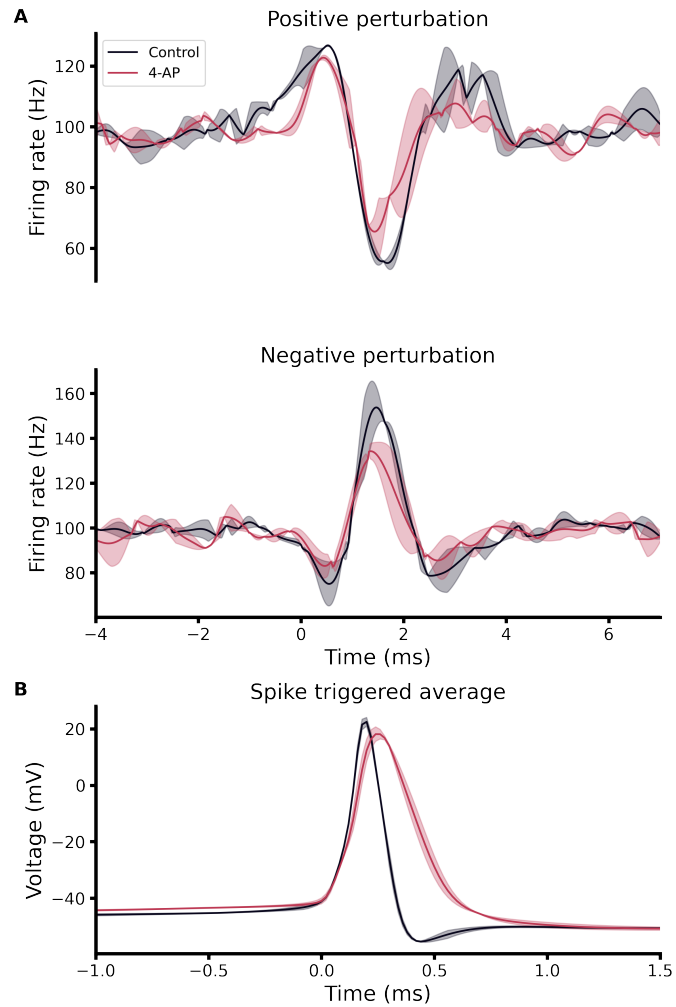 A
Positive perturbation
Control
4-AP
120
100
80
60
Firing rate (Hz)
Negative perturbation
160
140
120
100
80
Firing rate (Hz)
−4 −2 0 2 4 6
Time (ms)
B
Spike triggered average
20
0
−20
−40
Voltage (mV)
−1.0 −0.5 0.0 0.5 1.0 1.5
Time (ms)